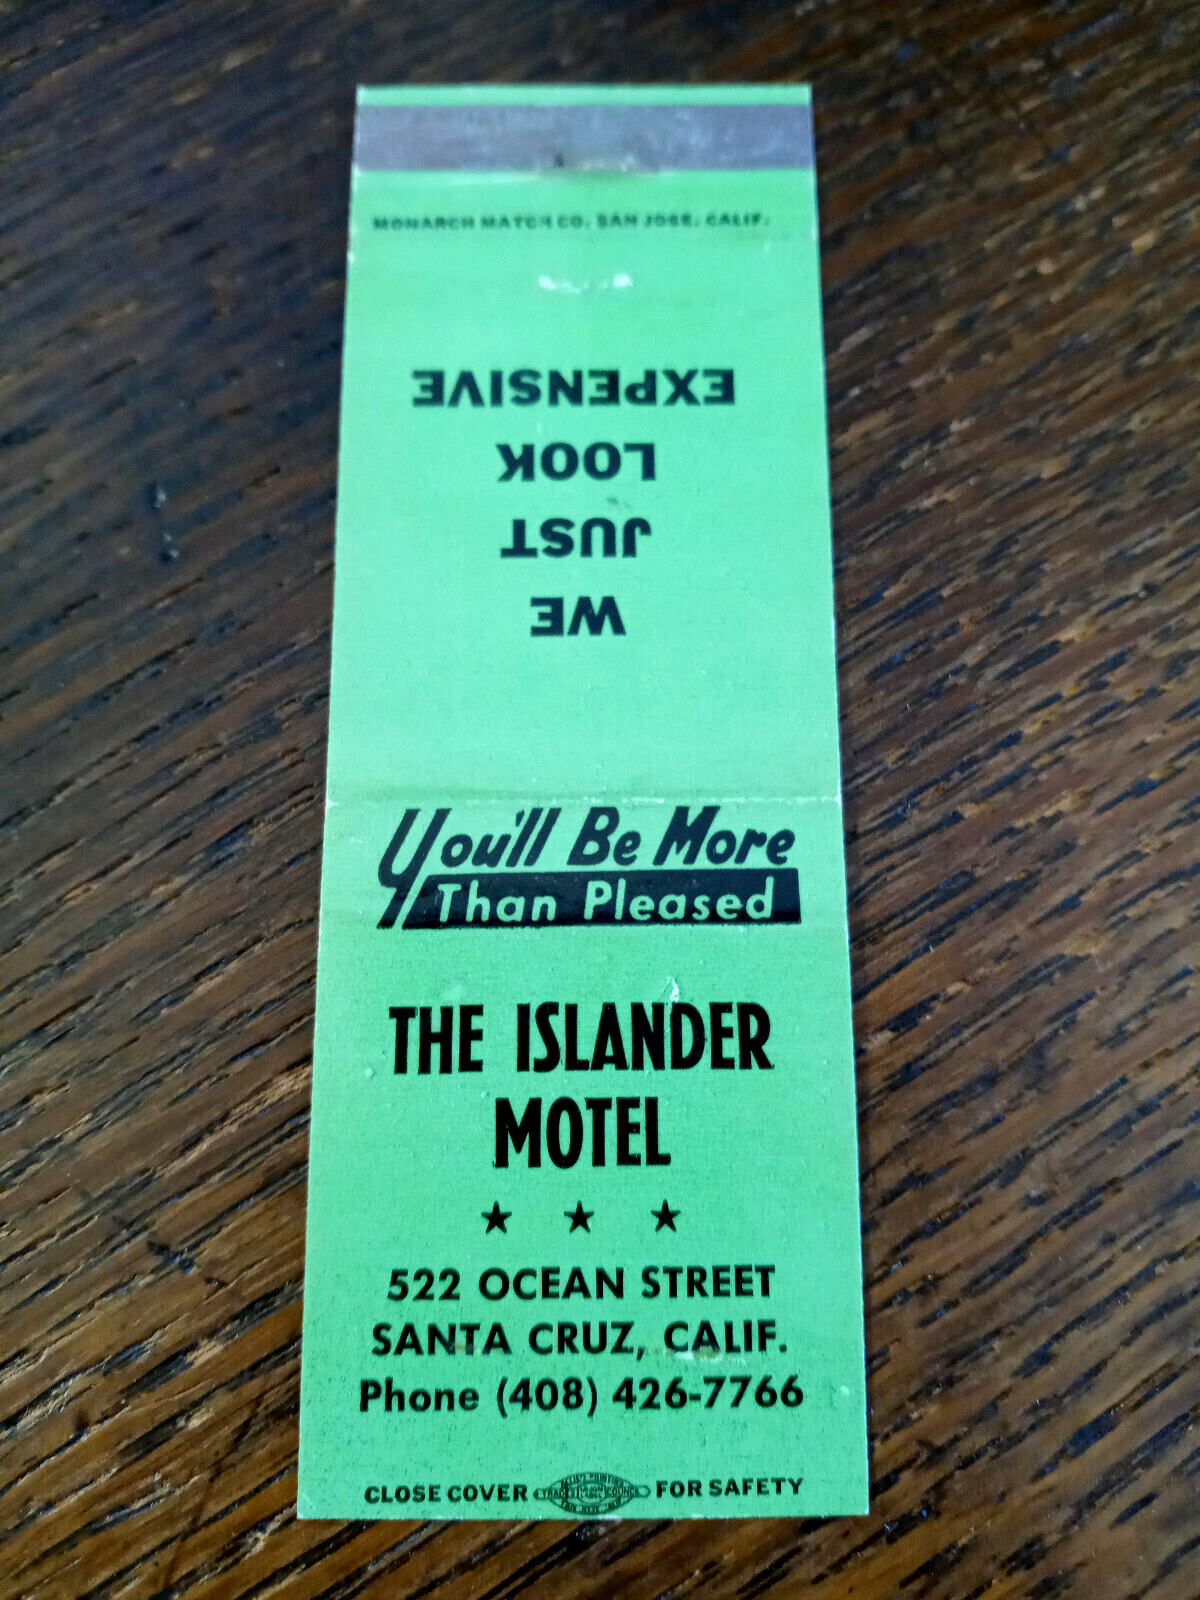 MONARCH MATCH CO. SAN JOSE, CALIF.
WE
JUST
LOOK
EXPENSIVE
You'll Be More
Than Pleased
THE ISLANDER
MOTEL
522 OCEAN STREET
SANTA CRUZ, CALIF.
Phone (408) 426-7766
CLOSE COVER FOR SAFETY